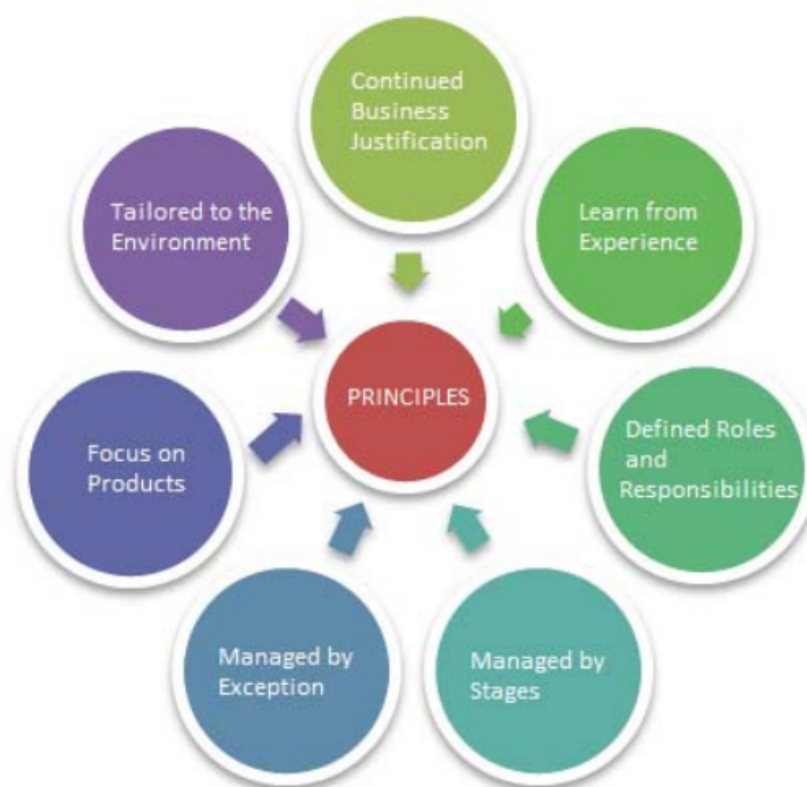 Continued
Business
Justification
Learn from
Experience
Defined Roles
and
Responsibilities
Managed by
Stages
Managed by
Exception
Focus on
Products
Tailored to the
Environment
PRINCIPLES